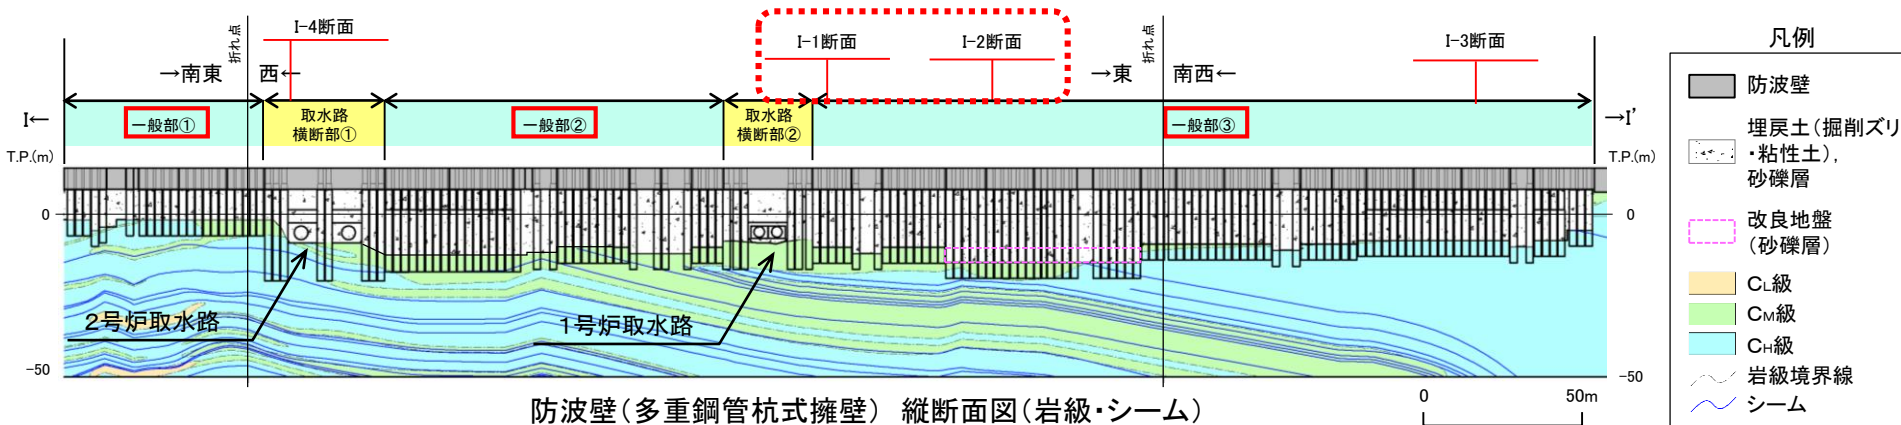 I-4断面
I-1断面
I-2断面
I-3断面
折れ点
折れ点
→南東
西←
→東
南西←
I←
→I'
一般部①
取水路
横断部①
一般部②
取水路
横断部②
一般部③
T.P.(m)
T.P.(m)
0
0
2号炉取水路
1号炉取水路
-50
-50
防波壁(多重鋼管杭式擁壁) 縦断面図(岩級・シーム)
0
50m
凡例
防波壁
埋戻土(掘削ズリ
・粘性土),
砂礫層
改良地盤
(砂礫層)
CL級
CM級
CH級
岩級境界線
シーム